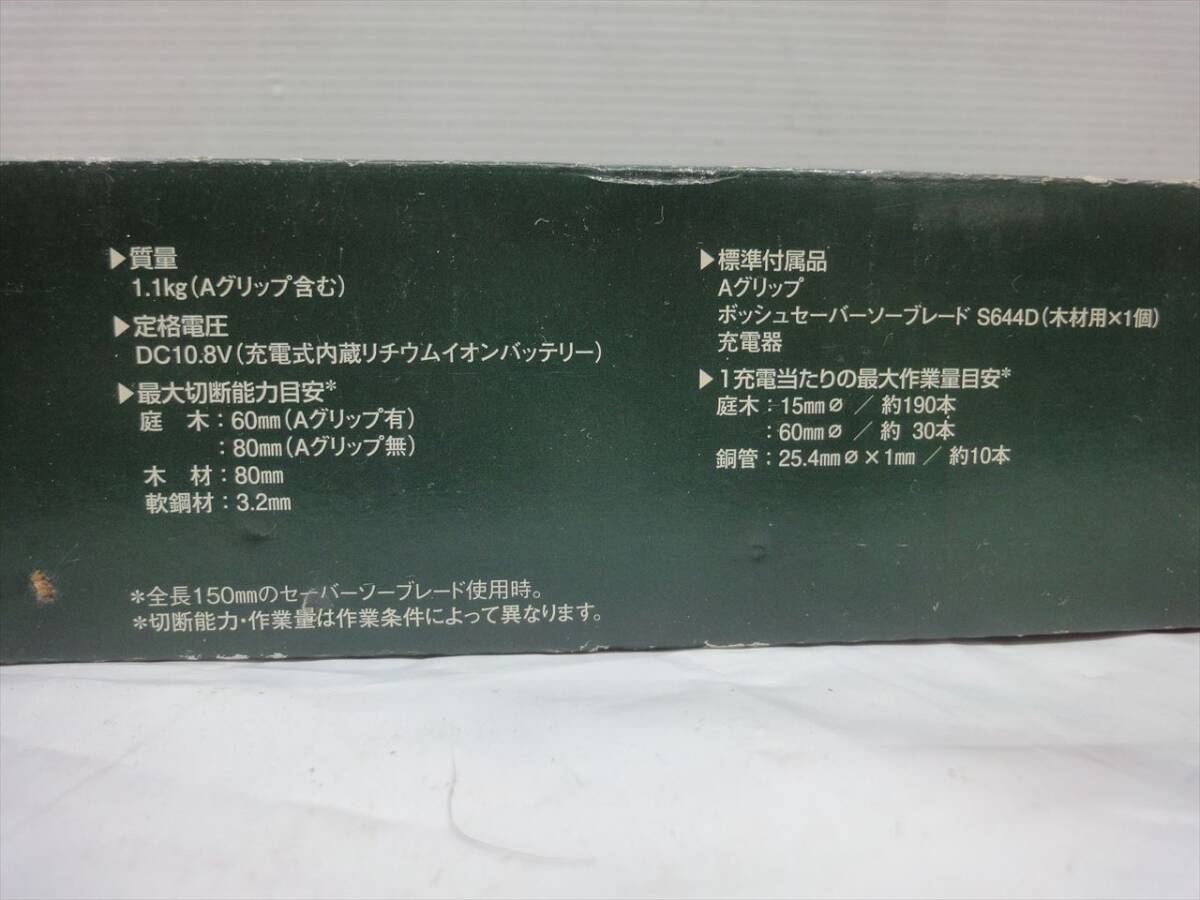 ▶質量
1.1kg(Aグリップ含む)
▶定格電圧
DC10.8V(充電式内蔵リチウムイオンバッテリー)
▶最大切断能力目安*
庭　木：60mm(Aグリップ有)
：80mm(Aグリップ無)
木　材：80mm
軟鋼材：3.2mm
*全長150mmのセーバーソーブレード使用時。
*切断能力・作業量は作業条件によって異なります。
▶標準付属品
Aグリップ
ボッシュセーバーソーブレード S644D(木材用×1個)
充電器
▶1充電当たりの最大作業量目安*
庭木：15mmø ／ 約190本
：60mmø ／ 約 30本
銅管：25.4mmø×1mm ／ 約10本